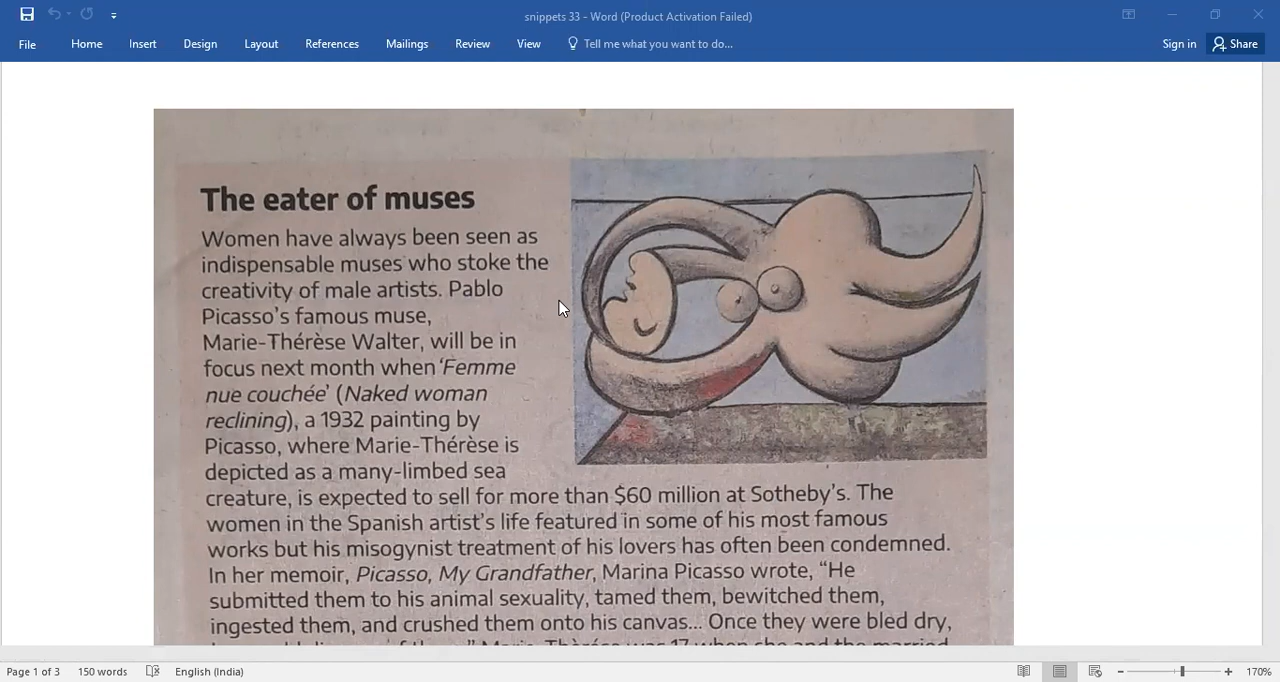 snippets 33 - Word (Product Activation Failed)
File Home Insert Design Layout References Mailings Review View Tell me what you want to do... Sign in Share
The eater of muses
Women have always been seen as
indispensable muses who stoke the
creativity of male artists. Pablo
Picasso's famous muse,
Marie-Thérèse Walter, will be in
focus next month when 'Femme
nue couchée' (Naked woman
reclining), a 1932 painting by
Picasso, where Marie-Thérèse is
depicted as a many-limbed sea
creature, is expected to sell for more than $60 million at Sotheby's. The
women in the Spanish artist's life featured in some of his most famous
works but his misogynist treatment of his lovers has often been condemned.
In her memoir, Picasso, My Grandfather, Marina Picasso wrote, "He
submitted them to his animal sexuality, tamed them, bewitched them,
ingested them, and crushed them onto his canvas... Once they were bled dry,
was 17 when she and the married
Page 1 of 3 150 words English (India) 170%